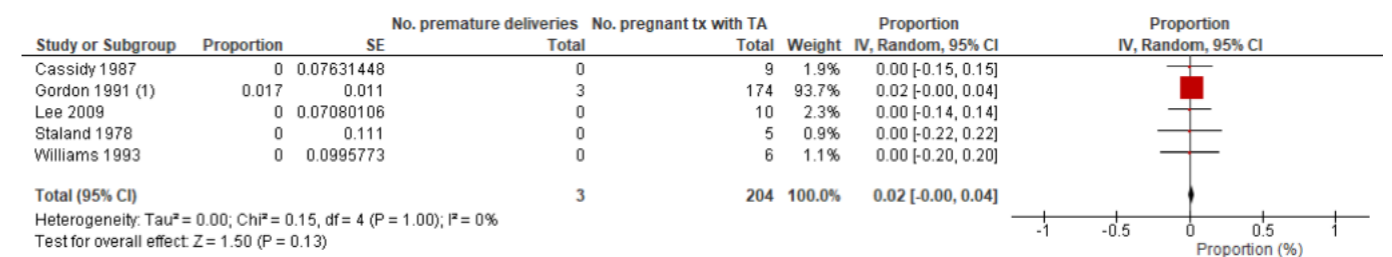 No. premature deliveries No. pregnant tx with TA Proportion Proportion
Study or Subgroup Proportion SE Total Total Weight IV, Random, 95% CI IV, Random, 95% CI
Cassidy 1987 0 0.07631448 0 9 1.9% 0.00 [-0.15, 0.15]
Gordon 1991 (1) 0.017 0.011 3 174 93.7% 0.02 [-0.00, 0.04]
Lee 2009 0 0.07080106 0 10 2.3% 0.00 [-0.14, 0.14]
Staland 1978 0 0.111 0 5 0.9% 0.00 [-0.22, 0.22]
Williams 1993 0 0.0995773 0 6 1.1% 0.00 [-0.20, 0.20]
Total (95% CI) 3 204 100.0% 0.02 [-0.00, 0.04]
Heterogeneity: Tau² = 0.00; Chi² = 0.15, df = 4 (P = 1.00); I² = 0%
Test for overall effect: Z = 1.50 (P = 0.13)
-1 -0.5 0 0.5 1
Proportion (%)